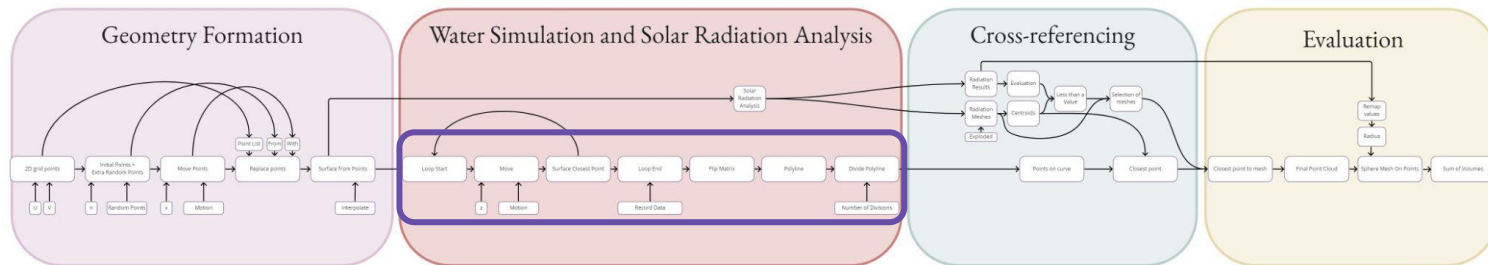 Geometry Formation
Water Simulation and Solar Radiation Analysis
Cross-referencing
Evaluation
Radiation
Results
Evaluation
Less than a
Value
Selection of
meshes
Solar
Radiation
Analysis
Radiation
Meshes
Centroids
Exploded
Remap
values
Radius
Point List
From
With
2D grid points
Initial Points +
Extra Random Points
Move Points
Replace points
Surface from Points
Loop Start
Move
Surface Closest Point
Loop End
Flip Matrix
Polyline
Divide Polyline
Points on curve
Closest point
Closest point to mesh
Final Point Cloud
Sphere Mesh On Points
Sum of Volumes
U
V
Random Points
Motion
Interpolate
z
Motion
Record Data
Number of Divisions